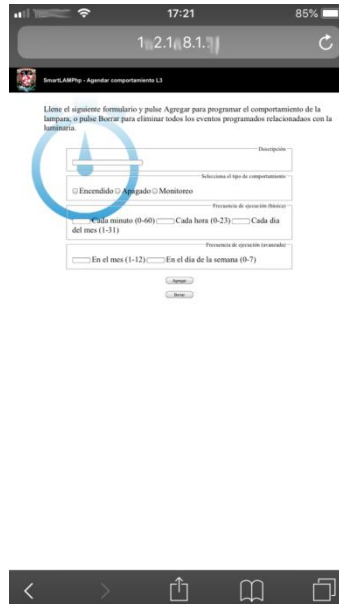 17:21
85%
SmartLAMPhp - Agendar comportamiento L3
Llene el siguiente formulario y pulse Agregar para programar el comportamiento de la
lampara, o pulse Borrar para eliminar todos los eventos programados relacionadaos con la
luminaria.
Descripción
Selecciona el tipo de comportamiento
Encendido Apagado Monitoreo
Frecuencia de ejecución (básica)
Cada minuto (0-60) Cada hora (0-23) Cada dia
del mes (1-31)
Frecuencia de ejecución (avanzada)
En el mes (1-12) En el día de la semana (0-7)
Agregar
Borrar